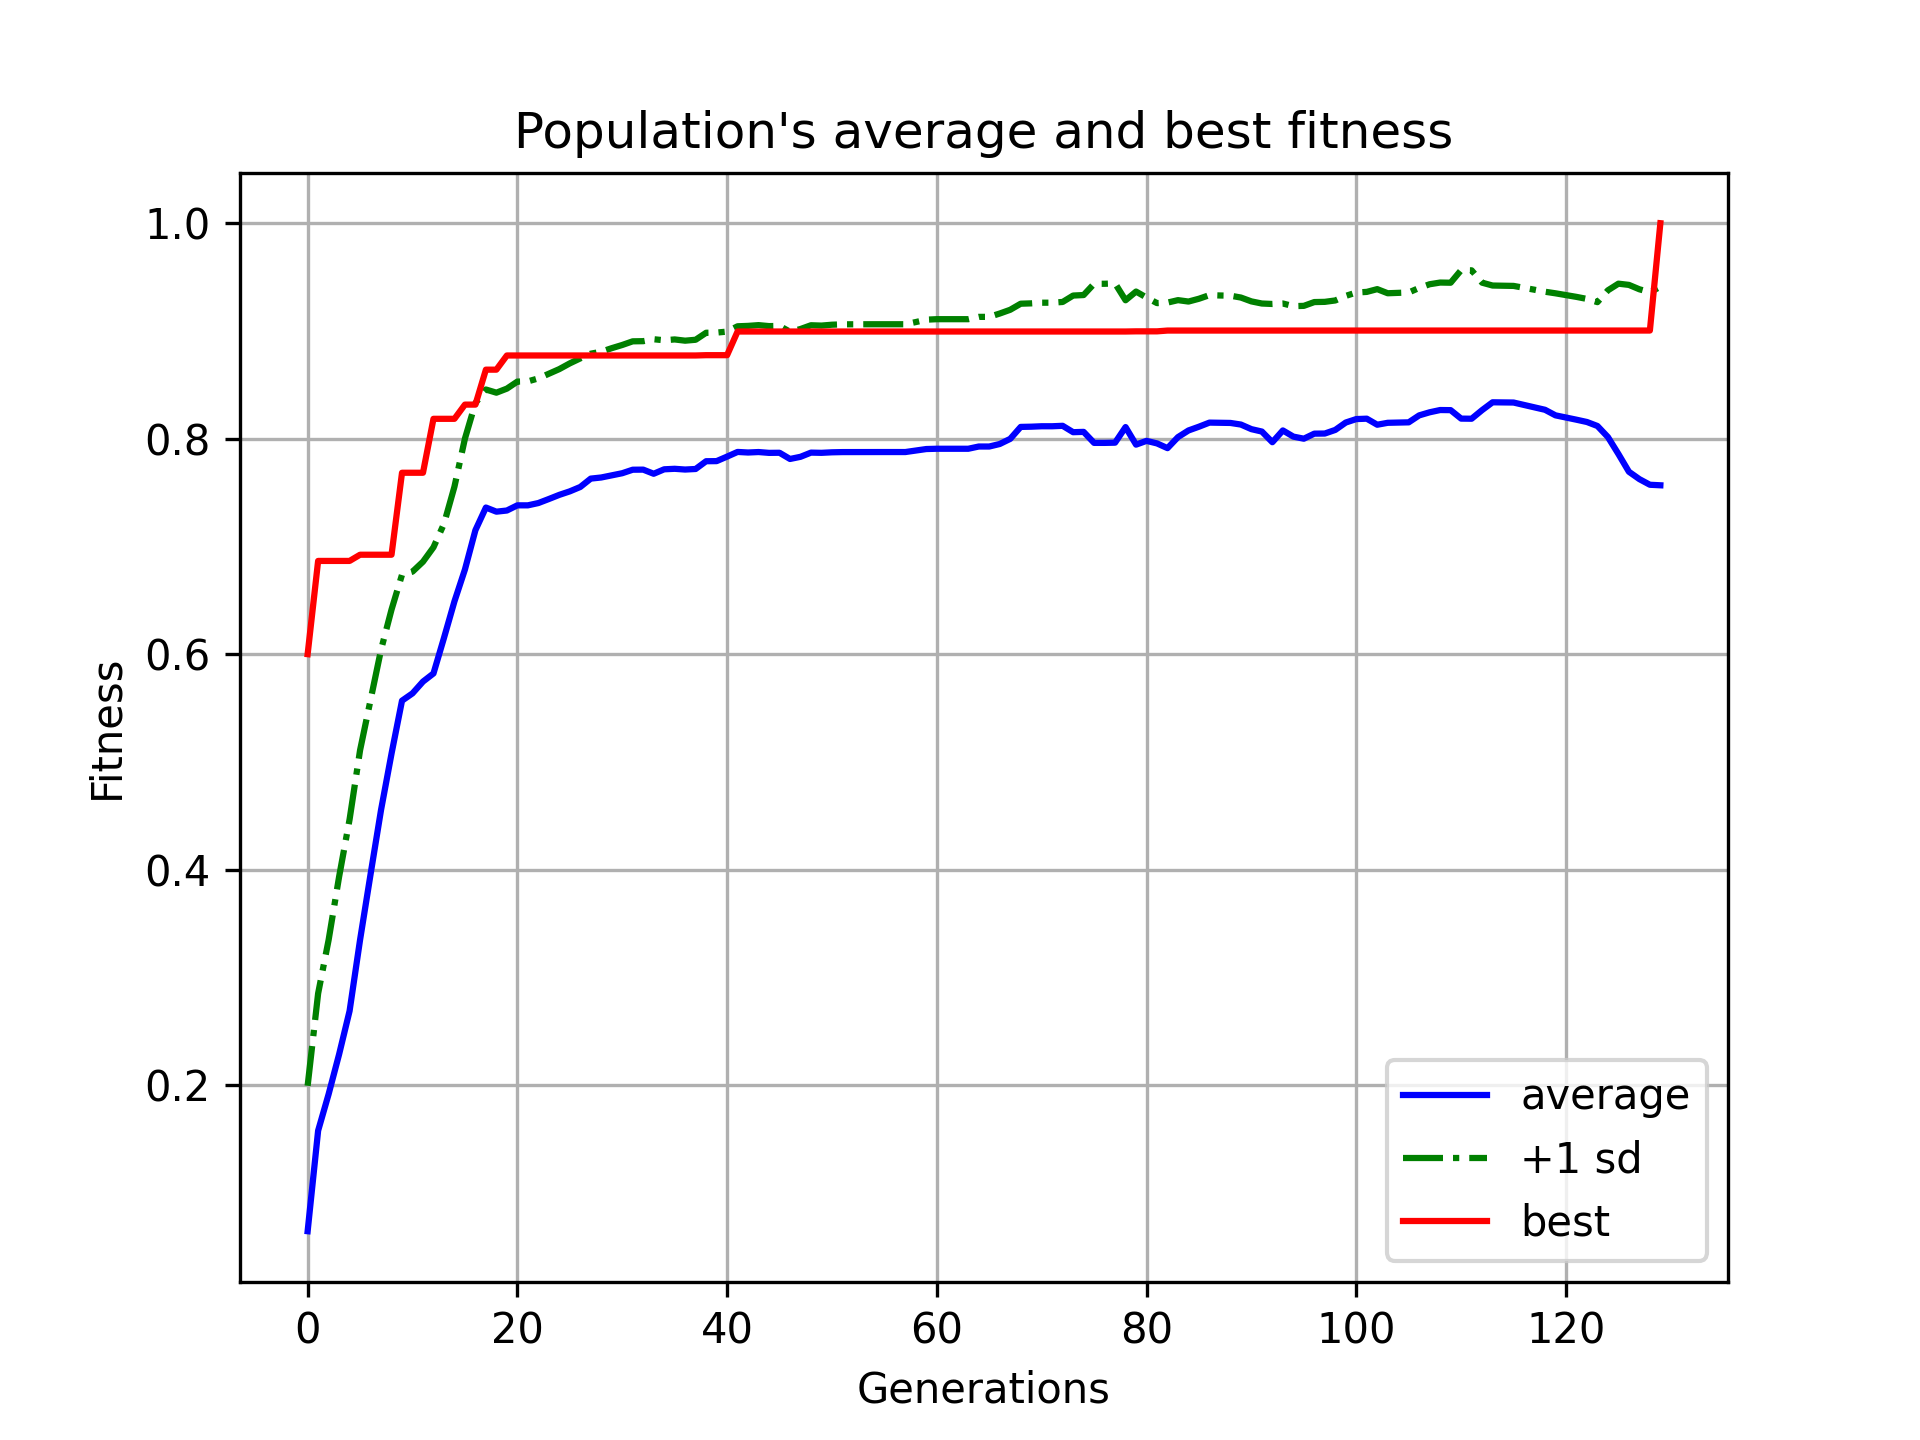 Population's average and best fitness
1.0
0.8
0.6
0.4
0.2
Fitness
0 20 40 60 80 100 120
Generations
average
+1 sd
best